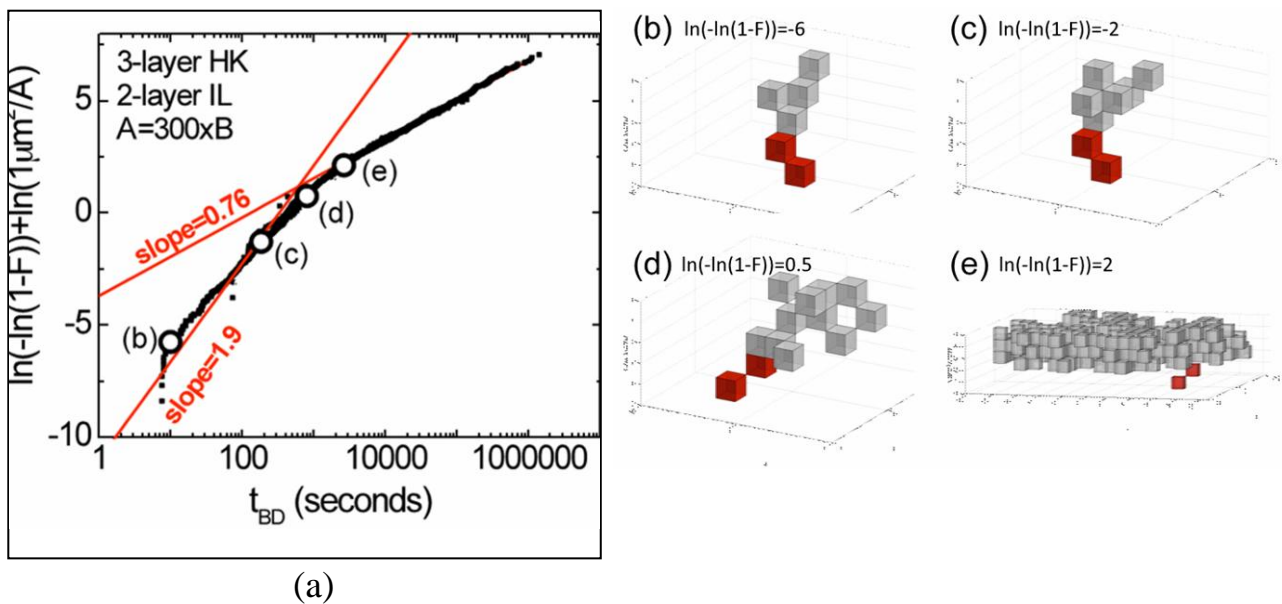 3-layer HK
2-layer IL
A=300xB
ln(-ln(1-F))+ln(1μm²/A)
5
0
-5
-10
slope=0.76
slope=1.9
(b)
(c)
(d)
(e)
1
100
10000
1000000
t_BD (seconds)
(a)
(b) ln(-ln(1-F))=-6
(c) ln(-ln(1-F))=-2
(d) ln(-ln(1-F))=0.5
(e) ln(-ln(1-F))=2